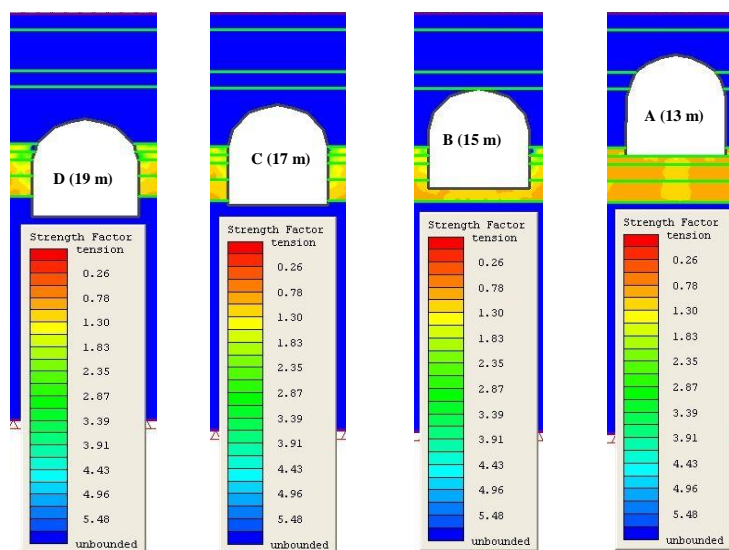 D (19 m)
C (17 m)
B (15 m)
A (13 m)
Strength Factor
tension
0.26
0.78
1.30
1.83
2.35
2.87
3.39
3.91
4.43
4.96
5.48
unbounded
Strength Factor
tension
0.26
0.78
1.30
1.83
2.35
2.87
3.39
3.91
4.43
4.96
5.48
unbounded
Strength Factor
tension
0.26
0.78
1.30
1.83
2.35
2.87
3.39
3.91
4.43
4.96
5.48
unbounded
Strength Factor
tension
0.26
0.78
1.30
1.83
2.35
2.87
3.39
3.91
4.43
4.96
5.48
unbounded